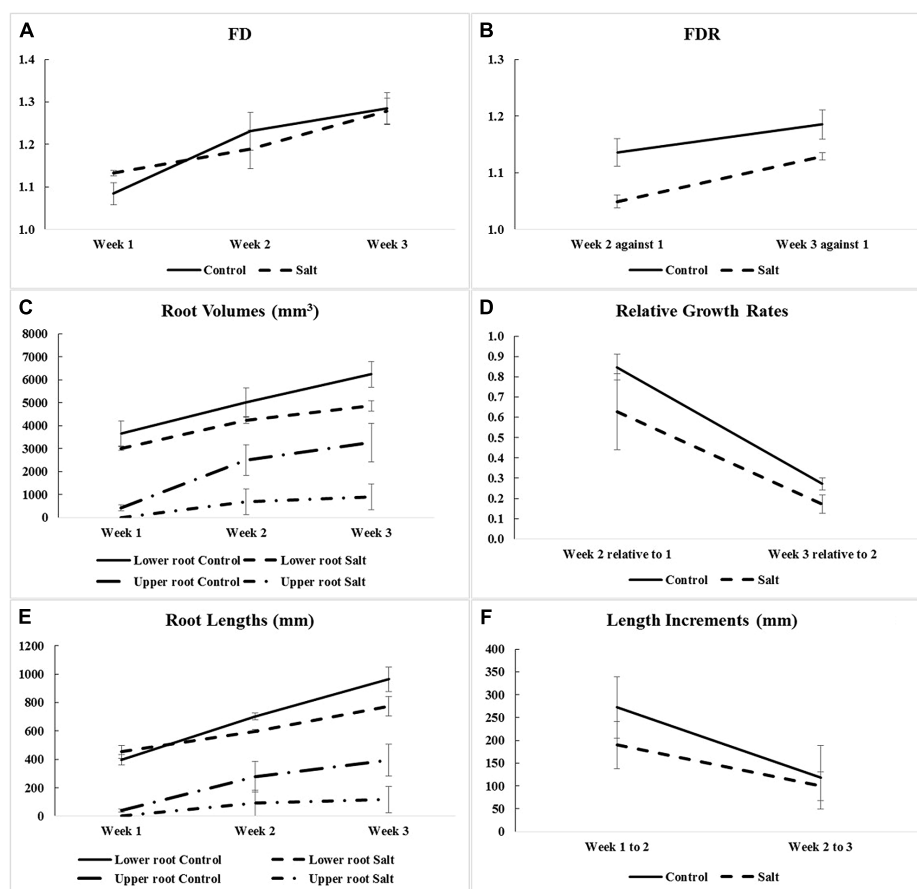 A
FD
1.4
1.3
1.2
1.1
1.0
Week 1 Week 2 Week 3
Control Salt
B
FDR
1.3
1.2
1.1
1.0
Week 2 against 1 Week 3 against 1
Control Salt
C
Root Volumes (mm³)
8000
7000
6000
5000
4000
3000
2000
1000
0
Week 1 Week 2 Week 3
Lower root Control Lower root Salt
Upper root Control Upper root Salt
D
Relative Growth Rates
1.0
0.9
0.8
0.7
0.6
0.5
0.4
0.3
0.2
0.1
0.0
Week 2 relative to 1 Week 3 relative to 2
Control Salt
E
Root Lengths (mm)
1200
1000
800
600
400
200
0
Week 1 Week 2 Week 3
Lower root Control Lower root Salt
Upper root Control Upper root Salt
F
Length Increments (mm)
400
350
300
250
200
150
100
50
0
Week 1 to 2 Week 2 to 3
Control Salt